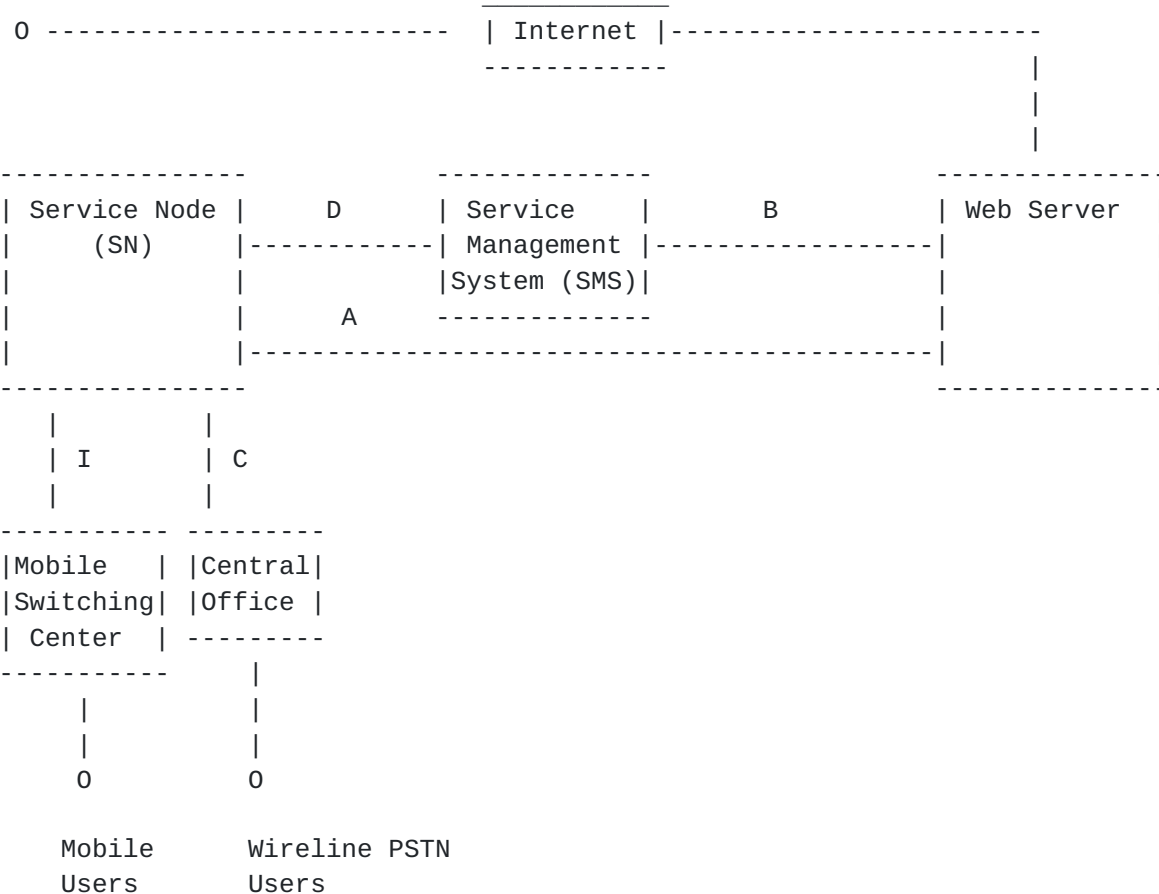 O -------------------------- | Internet |------------------------
Service Node D Service B Web Server
(SN) Management
System (SMS)
A
I C
Mobile Central
Switching Office
Center
O O
Mobile Wireline PSTN
Users Users